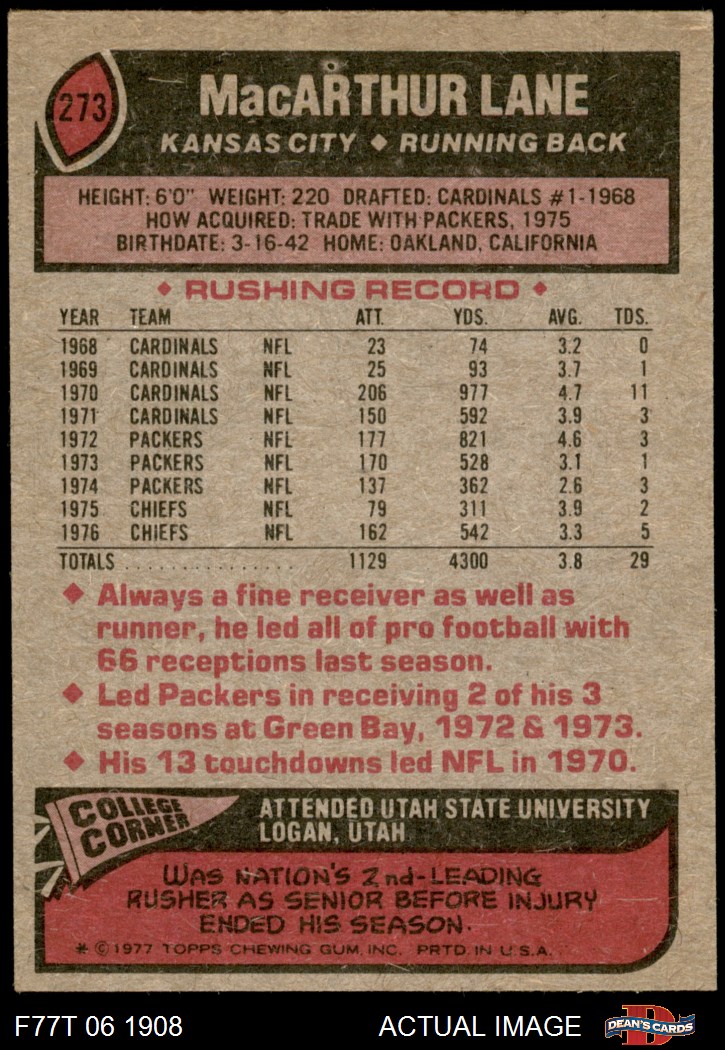 273
MacARTHUR LANE
KANSAS CITY ◆ RUNNING BACK
HEIGHT: 6'0" WEIGHT: 220 DRAFTED: CARDINALS #1-1968
HOW ACQUIRED: TRADE WITH PACKERS, 1975
BIRTHDATE: 3-16-42 HOME: OAKLAND, CALIFORNIA
◆ RUSHING RECORD ◆
YEAR TEAM ATT. YDS. AVG. TDS.
1968 CARDINALS NFL 23 74 3.2 0
1969 CARDINALS NFL 25 93 3.7 1
1970 CARDINALS NFL 206 977 4.7 11
1971 CARDINALS NFL 150 592 3.9 3
1972 PACKERS NFL 177 821 4.6 3
1973 PACKERS NFL 170 528 3.1 1
1974 PACKERS NFL 137 362 2.6 3
1975 CHIEFS NFL 79 311 3.9 2
1976 CHIEFS NFL 162 542 3.3 5
TOTALS . . . . . . . . . . . . . . . 1129 4300 3.8 29
◆ Always a fine receiver as well as
runner, he led all of pro football with
66 receptions last season.
◆ Led Packers in receiving 2 of his 3
seasons at Green Bay, 1972 & 1973.
◆ His 13 touchdowns led NFL in 1970.
COLLEGE
CORNER
ATTENDED UTAH STATE UNIVERSITY
LOGAN, UTAH
WAS NATION'S 2nd-LEADING
RUSHER AS SENIOR BEFORE INJURY
ENDED HIS SEASON.
* © 1977 TOPPS CHEWING GUM, INC. PRTD. IN U.S.A.
F77T 06 1908
ACTUAL IMAGE
D
DEAN'S CARDS